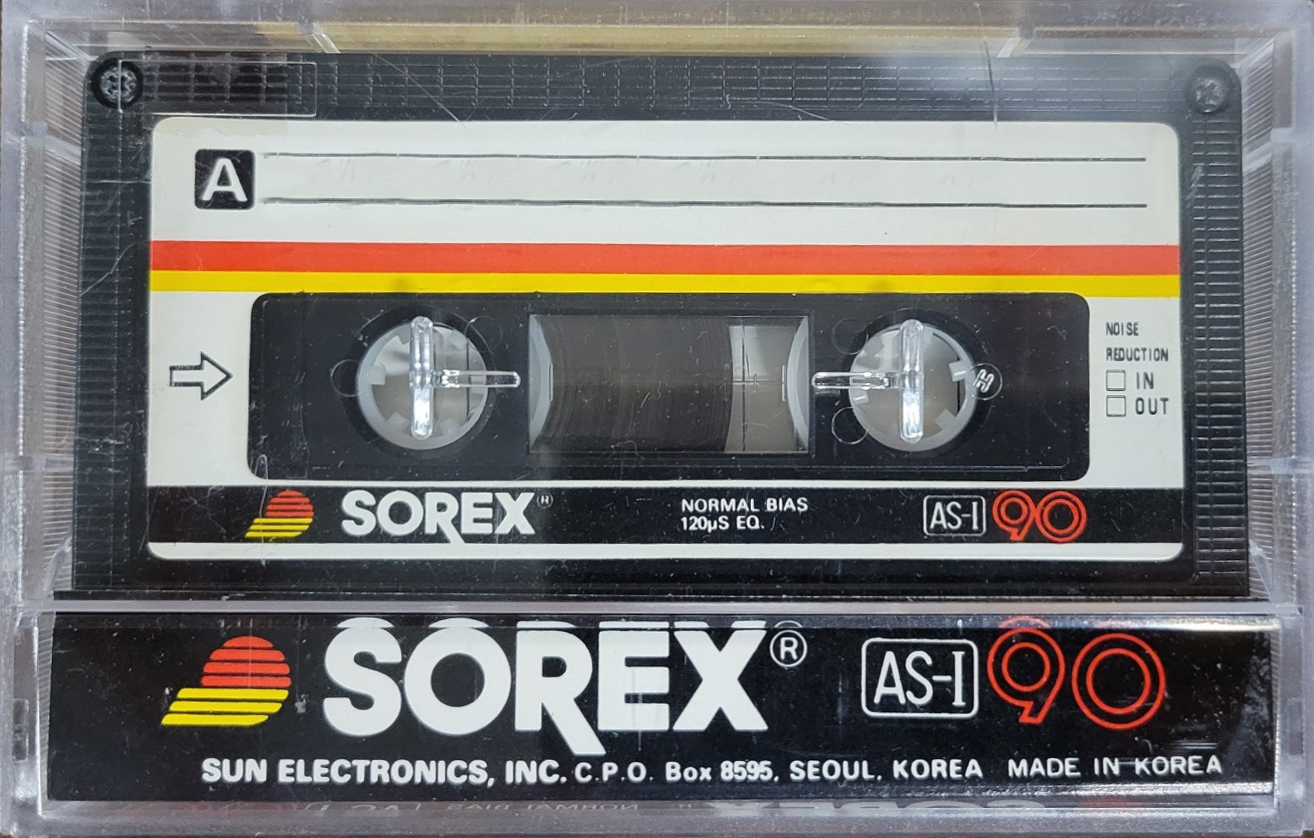 A
NOISE
REDUCTION
IN
OUT
H
SOREX®
NORMAL BIAS
120µS EQ.
AS-I 90
SOREX® AS-I 90
SUN ELECTRONICS, INC. C.P.O. Box 8595, SEOUL, KOREA MADE IN KOREA